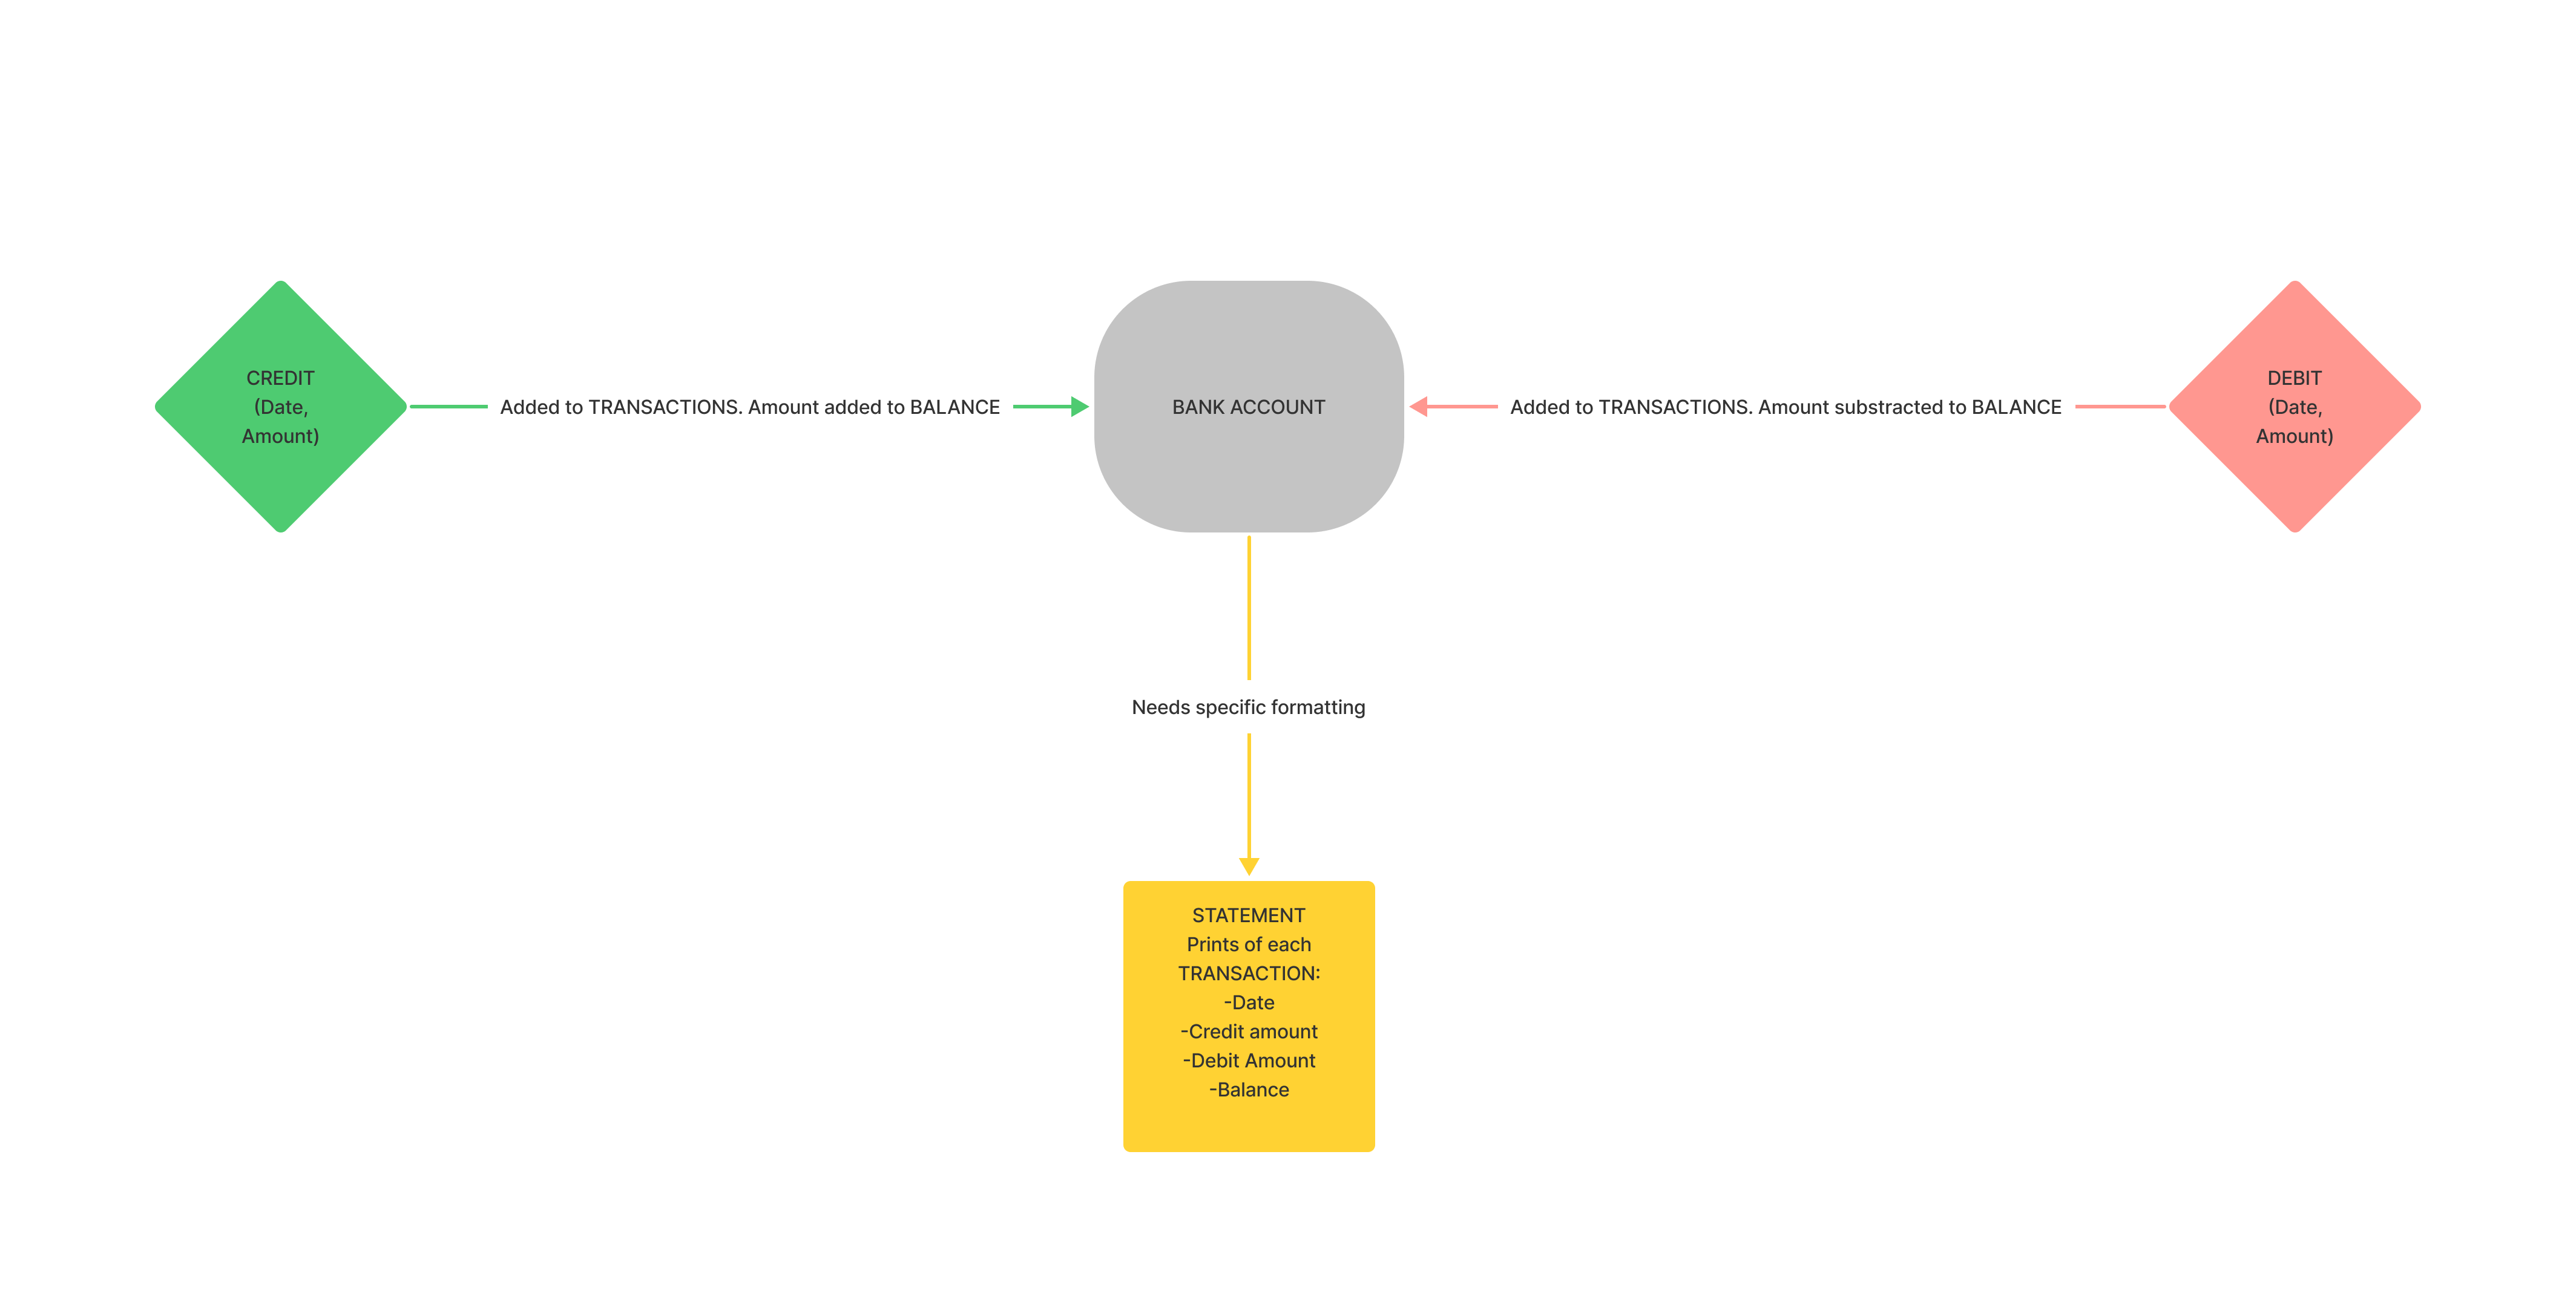 CREDIT
(Date,
Amount)
Added to TRANSACTIONS. Amount added to BALANCE
BANK ACCOUNT
Added to TRANSACTIONS. Amount substracted to BALANCE
DEBIT
(Date,
Amount)
Needs specific formatting
STATEMENT
Prints of each
TRANSACTION:
-Date
-Credit amount
-Debit Amount
-Balance